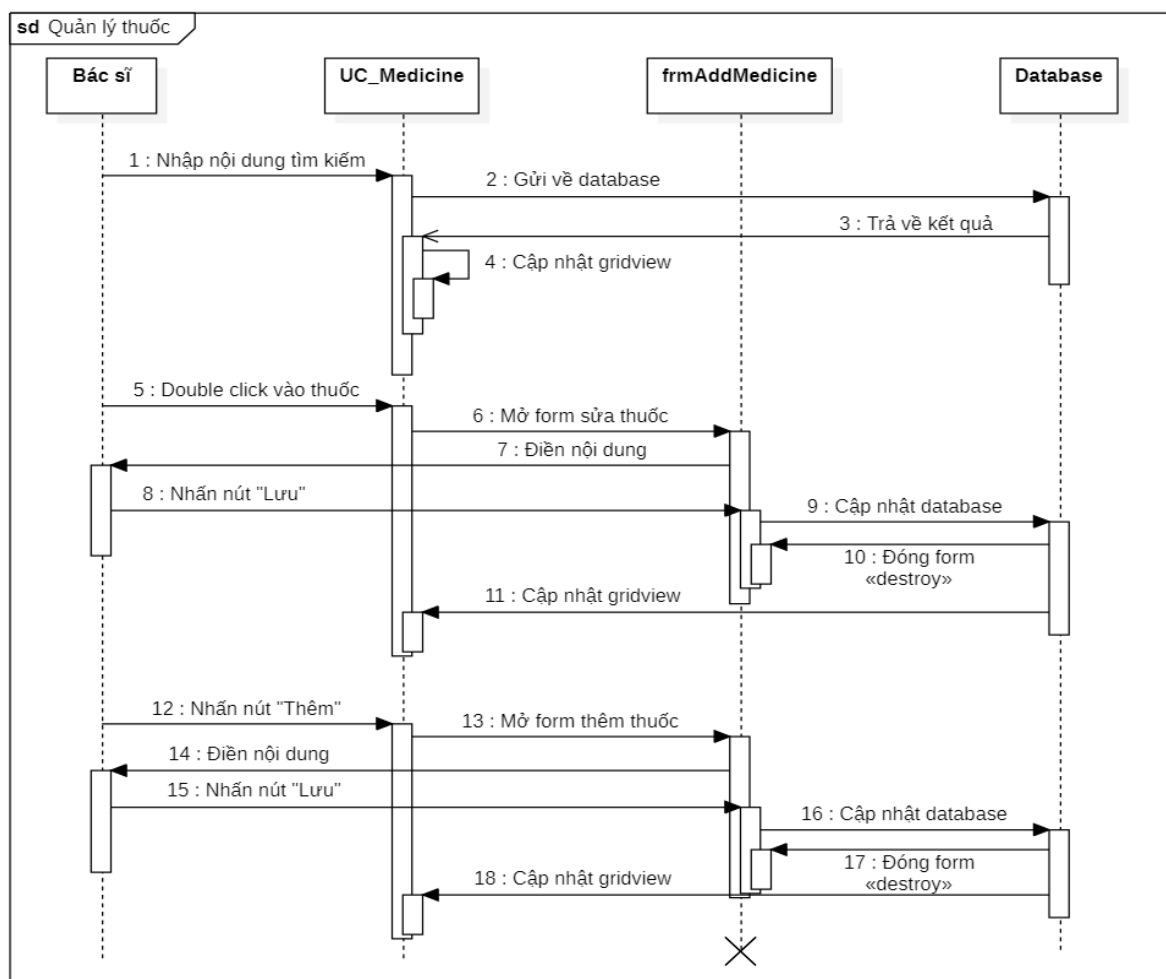 sd Quản lý thuốc
Bác sĩ
UC_Medicine
frmAddMedicine
Database
1 : Nhập nội dung tìm kiếm
2 : Gửi về database
3 : Trả về kết quả
4 : Cập nhật gridview
5 : Double click vào thuốc
6 : Mở form sửa thuốc
7 : Điền nội dung
8 : Nhấn nút "Lưu"
9 : Cập nhật database
10 : Đóng form
«destroy»
11 : Cập nhật gridview
12 : Nhấn nút "Thêm"
13 : Mở form thêm thuốc
14 : Điền nội dung
15 : Nhấn nút "Lưu"
16 : Cập nhật database
17 : Đóng form
«destroy»
18 : Cập nhật gridview